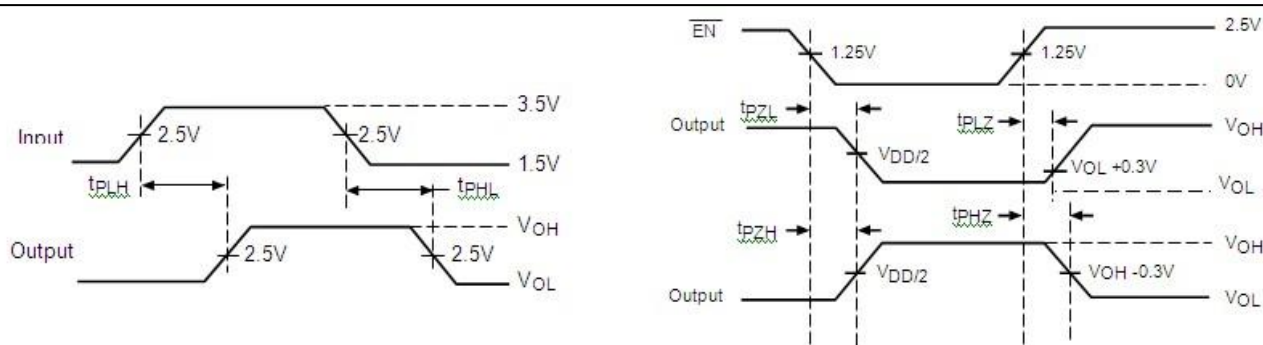 Input
2.5V
2.5V
3.5V
1.5V
tPLH
tPHL
Output
2.5V
2.5V
VOH
VOL
EN
1.25V
1.25V
2.5V
0V
tPZL
tPLZ
Output
VDD/2
VOL +0.3V
VOH
VOL
tPZH
tPHZ
VOH
Output
VDD/2
VOH -0.3V
VOL